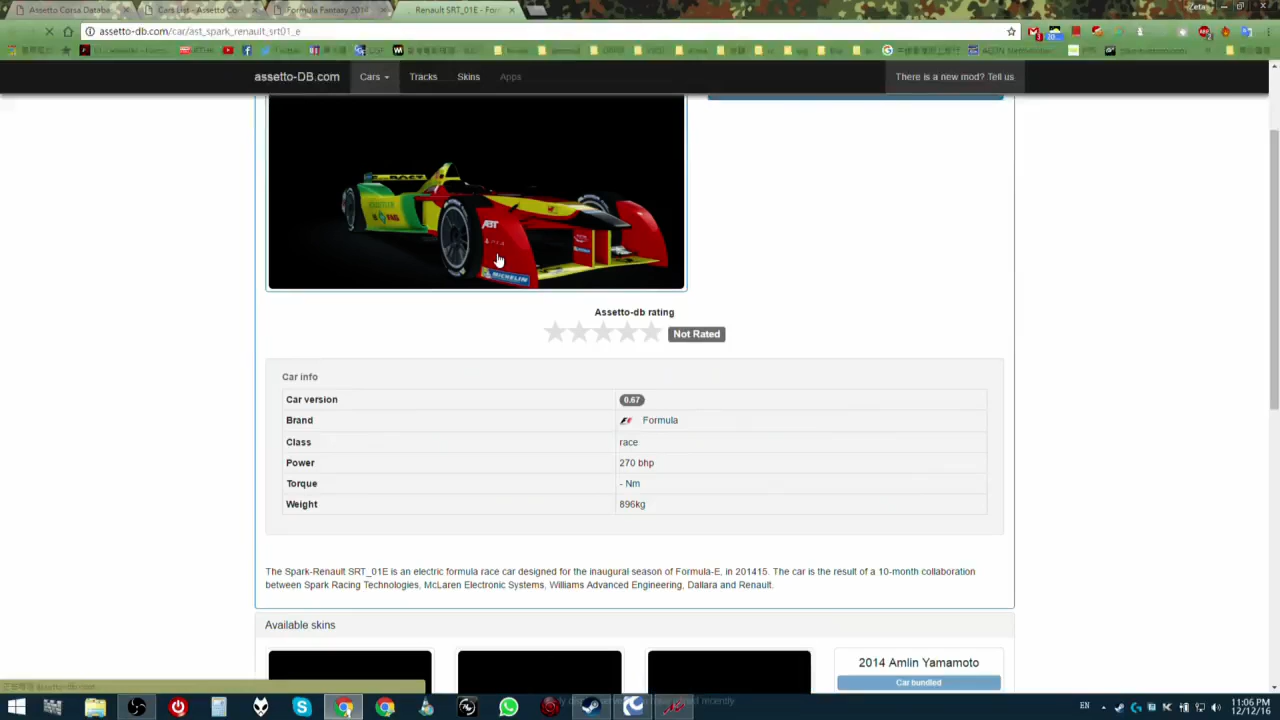 Assetto Corsa Databa
Cars List - Assetto Cor
Formula Fantasy 2014
Renault SRT_01E - For
Zeta
assetto-db.com/car/ast_spark_renault_srt01_e
assetto-DB.com
Cars
Tracks
Skins
Apps
There is a new mod? Tell us
ABT
MICHELIN
Assetto-db rating
Not Rated
Car info
Car version 0.67
Brand Formula
Class race
Power 270 bhp
Torque - Nm
Weight 896kg
The Spark-Renault SRT_01E is an electric formula race car designed for the inaugural season of Formula-E, in 201415. The car is the result of a 10-month collaboration
between Spark Racing Technologies, McLaren Electronic Systems, Williams Advanced Engineering, Dallara and Renault.
Available skins
2014 Amlin Yamamoto
Car bundled
EN
11:06 PM
12/12/16